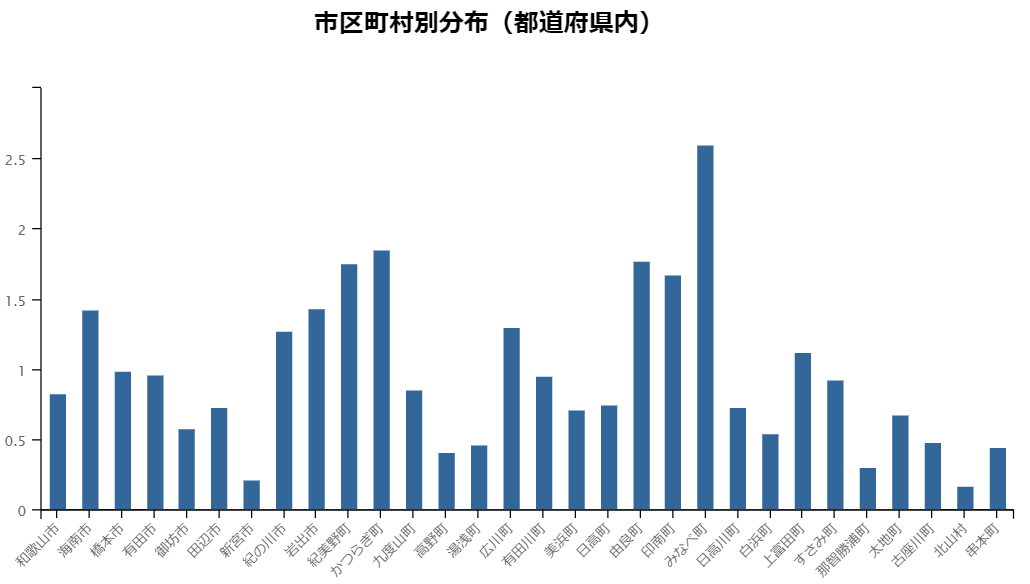 市区町村別分布（都道府県内）
2.5
2
1.5
1
0.5
0
和歌山市
海南市
橋本市
有田市
御坊市
田辺市
新宮市
紀の川市
岩出市
紀美野町
かつらぎ町
九度山町
高野町
湯浅町
広川町
有田川町
美浜町
日高町
由良町
印南町
みなべ町
日高川町
白浜町
上富田町
すさみ町
那智勝浦町
太地町
古座川町
北山村
串本町